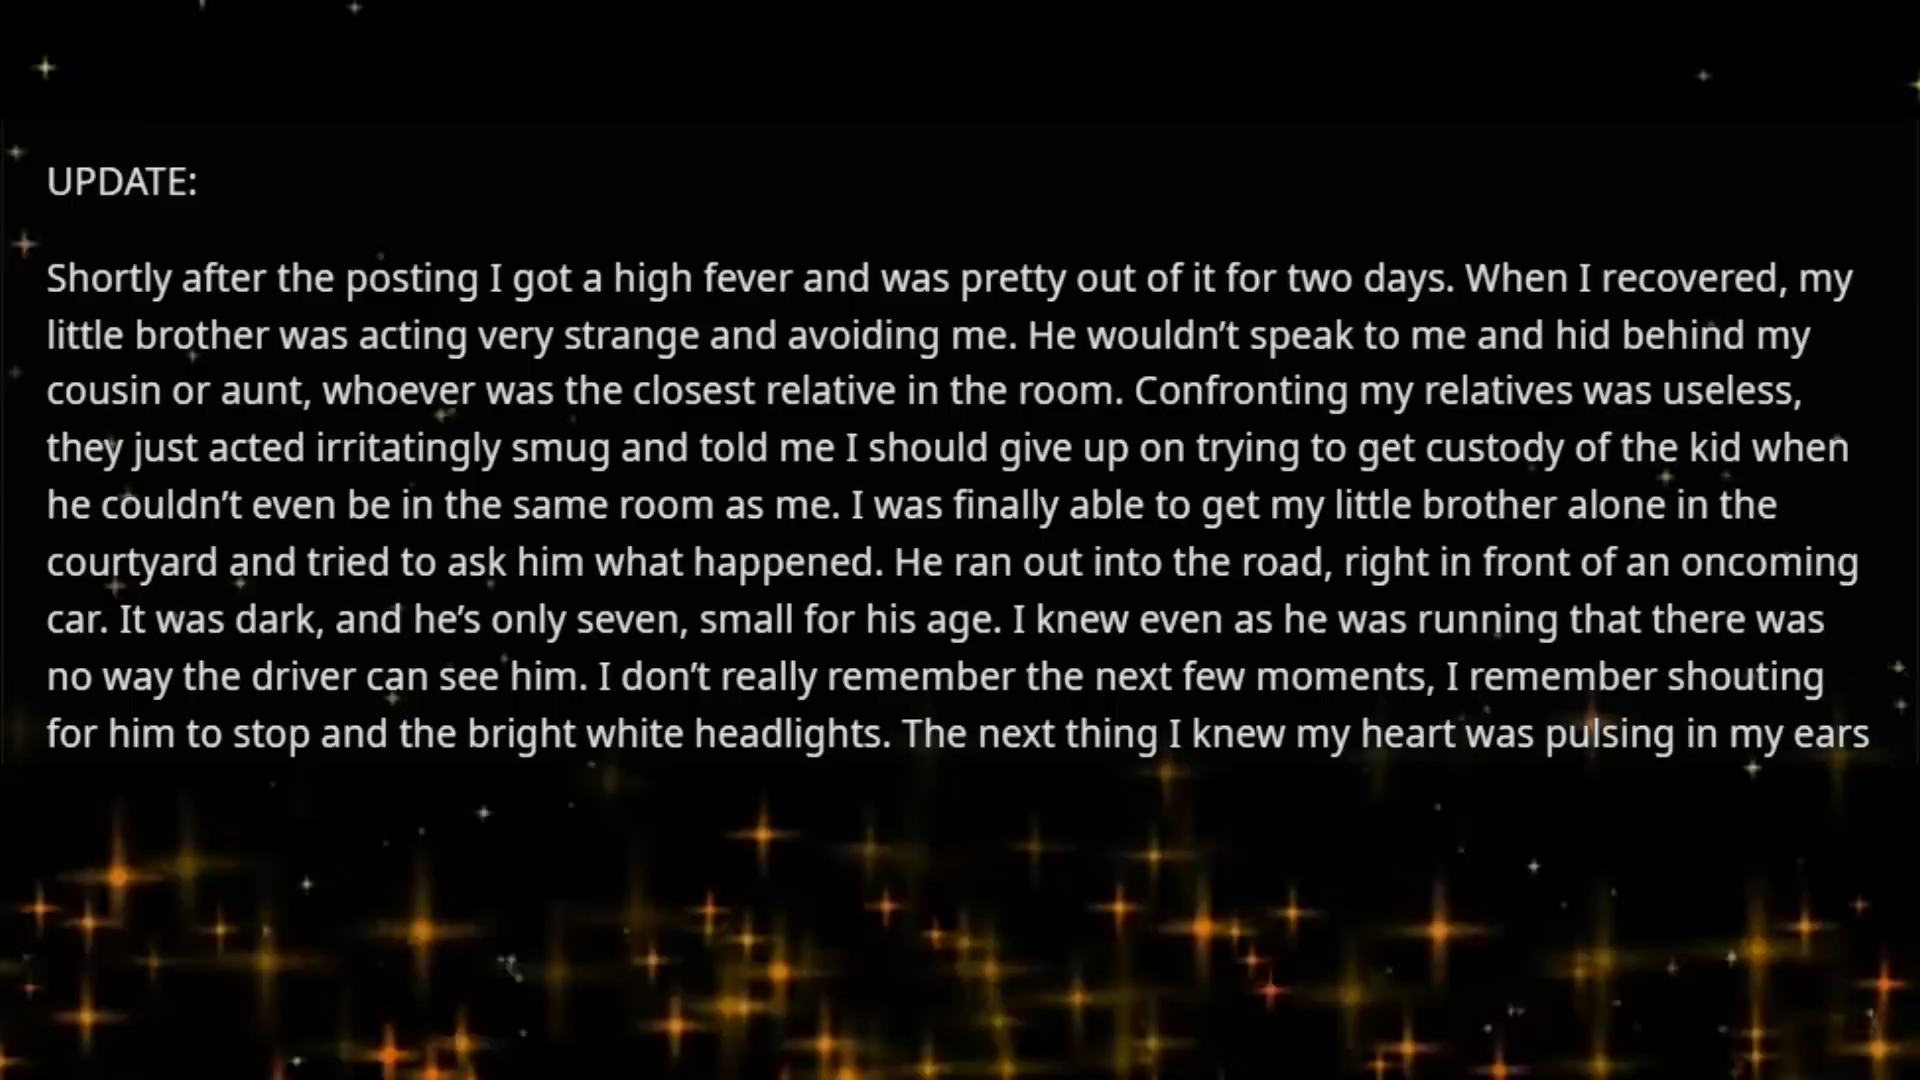 UPDATE:
Shortly after the posting I got a high fever and was pretty out of it for two days. When I recovered, my
little brother was acting very strange and avoiding me. He wouldn’t speak to me and hid behind my
cousin or aunt, whoever was the closest relative in the room. Confronting my relatives was useless,
they just acted irritatingly smug and told me I should give up on trying to get custody of the kid when
he couldn’t even be in the same room as me. I was finally able to get my little brother alone in the
courtyard and tried to ask him what happened. He ran out into the road, right in front of an oncoming
car. It was dark, and he’s only seven, small for his age. I knew even as he was running that there was
no way the driver can see him. I don’t really remember the next few moments, I remember shouting
for him to stop and the bright white headlights. The next thing I knew my heart was pulsing in my ears